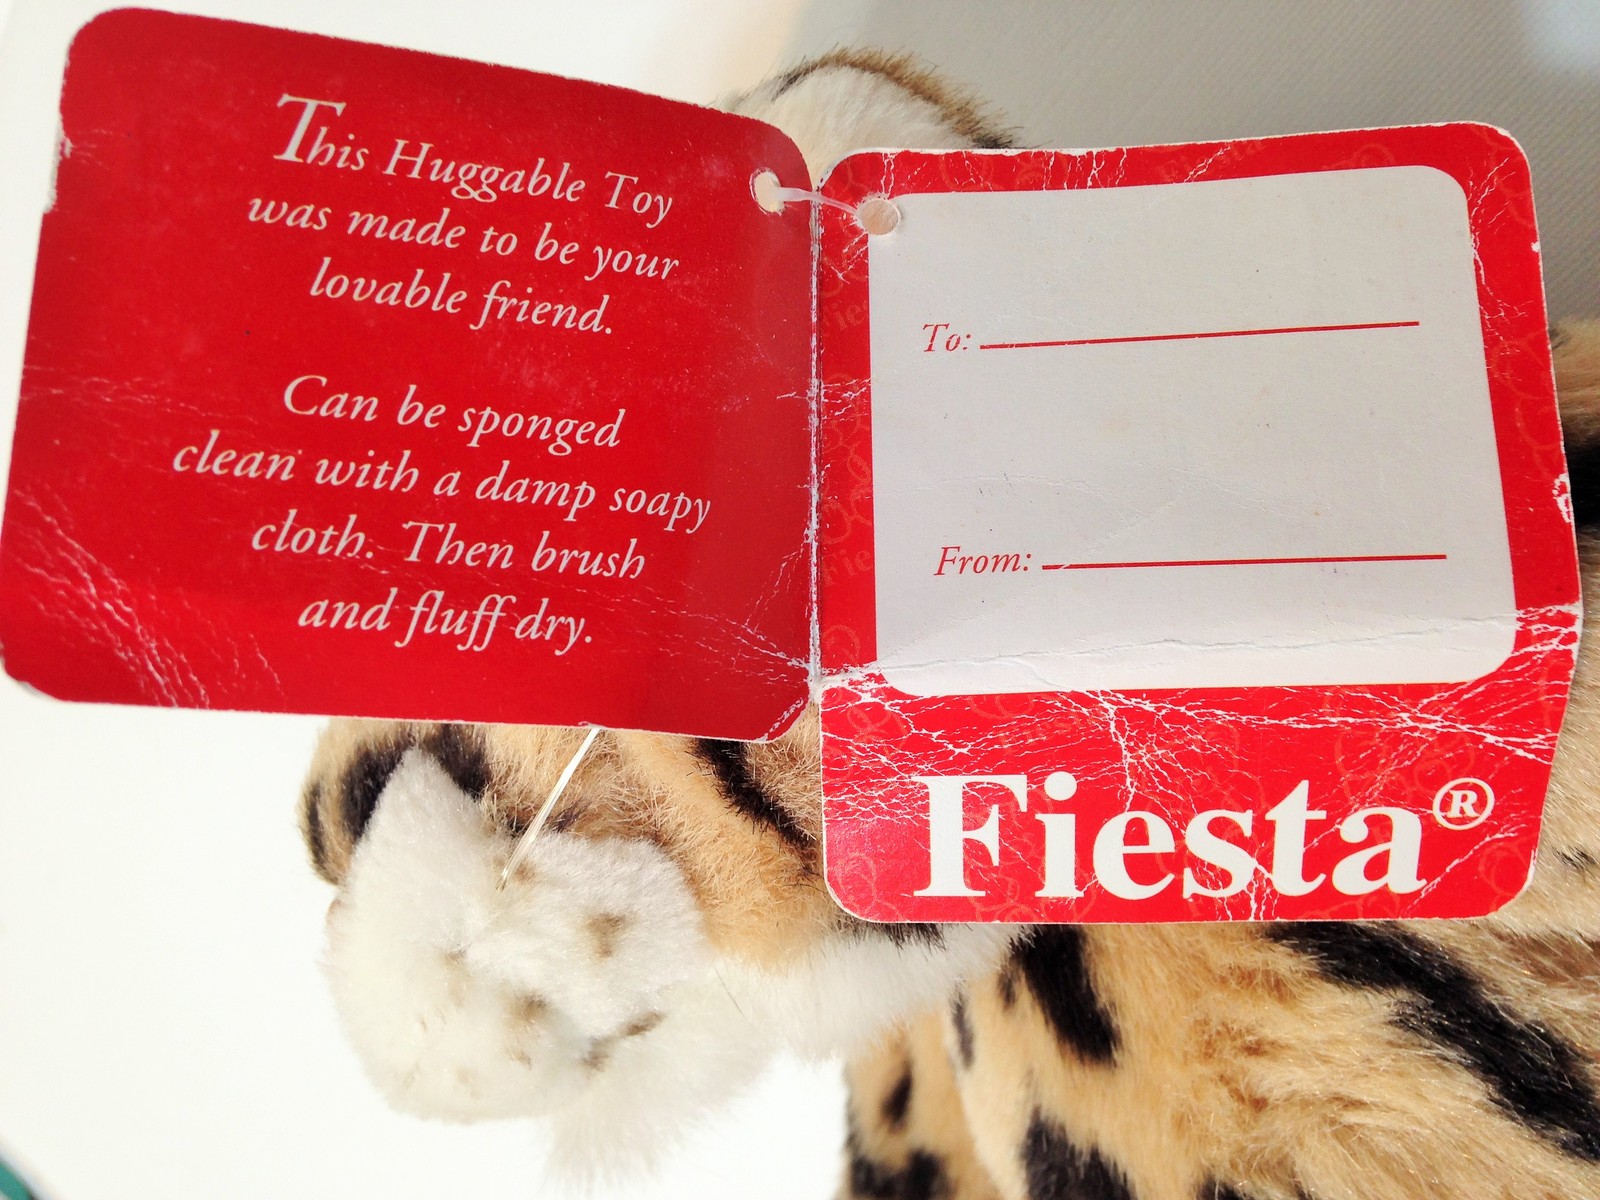 This Huggable Toy
was made to be your
lovable friend.
Can be sponged
clean with a damp soapy
cloth. Then brush
and fluff dry.
To:
From:
Fiesta®